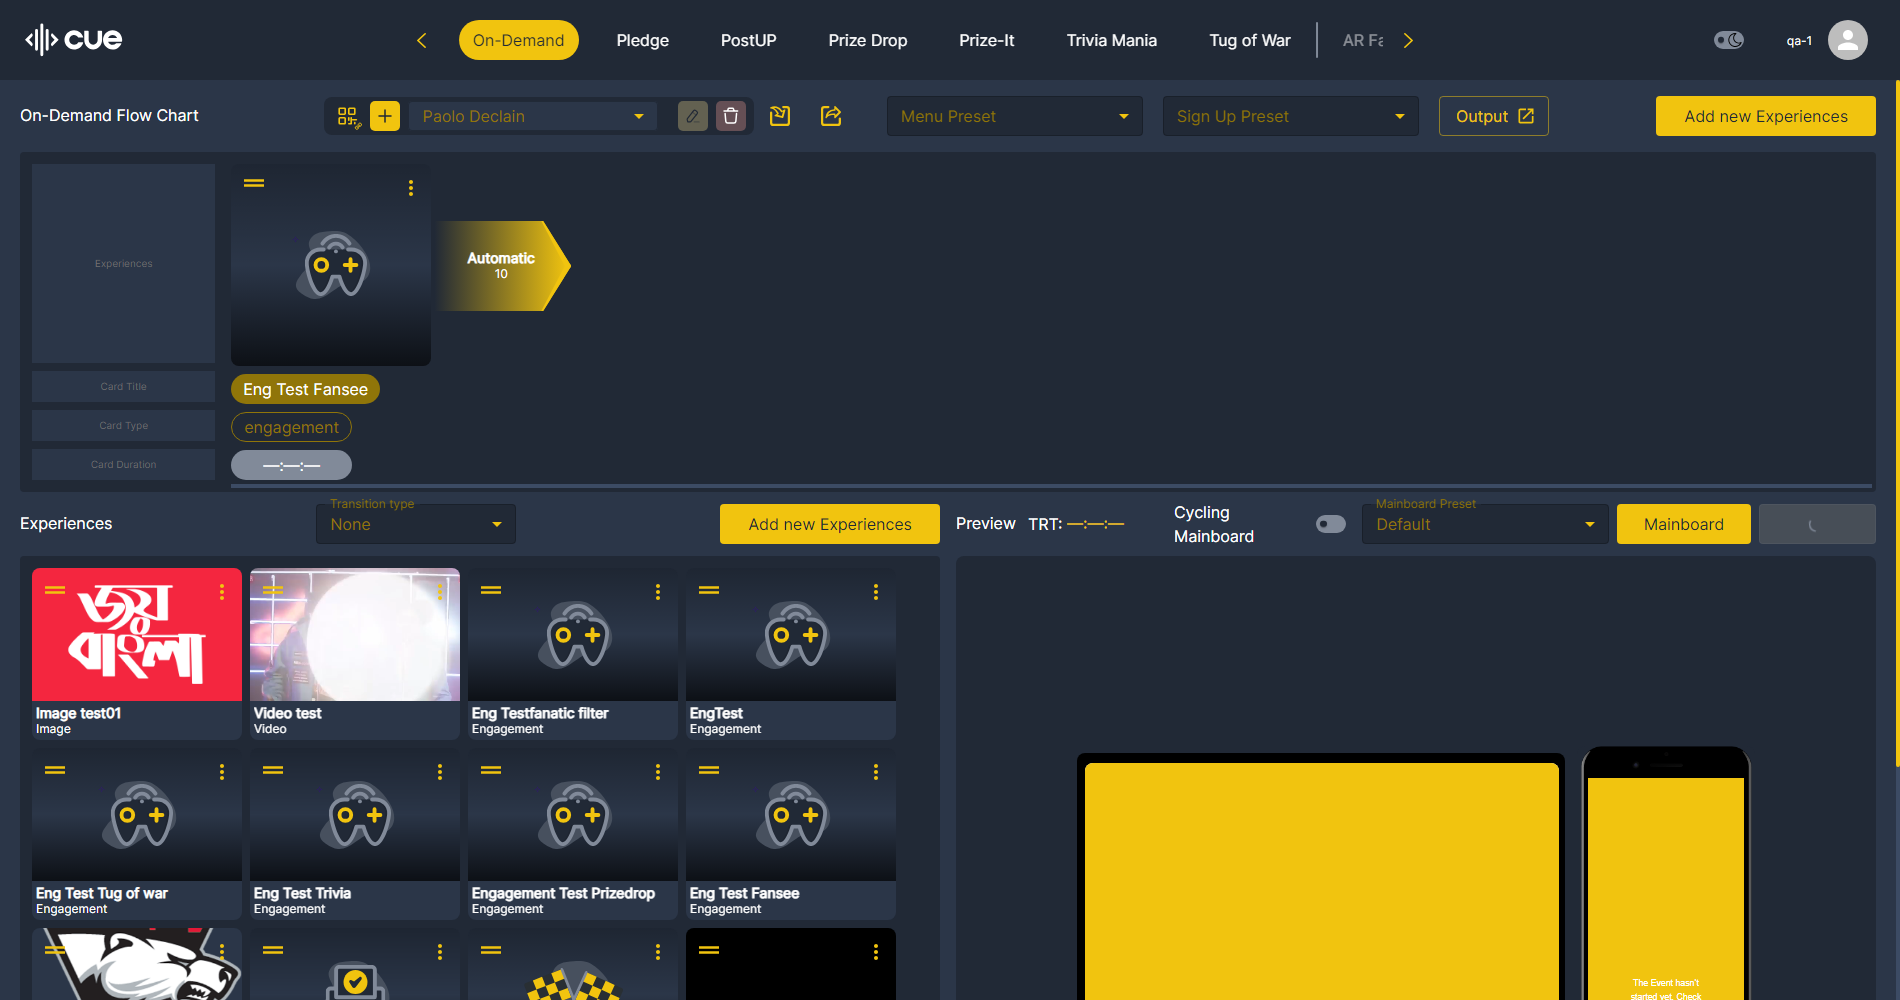 cue
On-Demand
Pledge
PostUP
Prize Drop
Prize-It
Trivia Mania
Tug of War
AR Fa
qa-1
On-Demand Flow Chart
Paolo Declain
Menu Preset
Sign Up Preset
Output
Add new Experiences
Experiences
Automatic
10
Card Title
Eng Test Fansee
Card Type
engagement
Card Duration
—:—:—
Experiences
Transition type
None
Add new Experiences
Preview
TRT: —:—:—
Cycling
Mainboard
Mainboard Preset
Default
Mainboard
জয়
বাংলা
Image test01
Image
Video test
Video
Eng Testfanatic filter
Engagement
EngTest
Engagement
Eng Test Tug of war
Engagement
Eng Test Trivia
Engagement
Engagement Test Prizedrop
Engagement
Eng Test Fansee
Engagement
The Event hasn't
started yet. Check